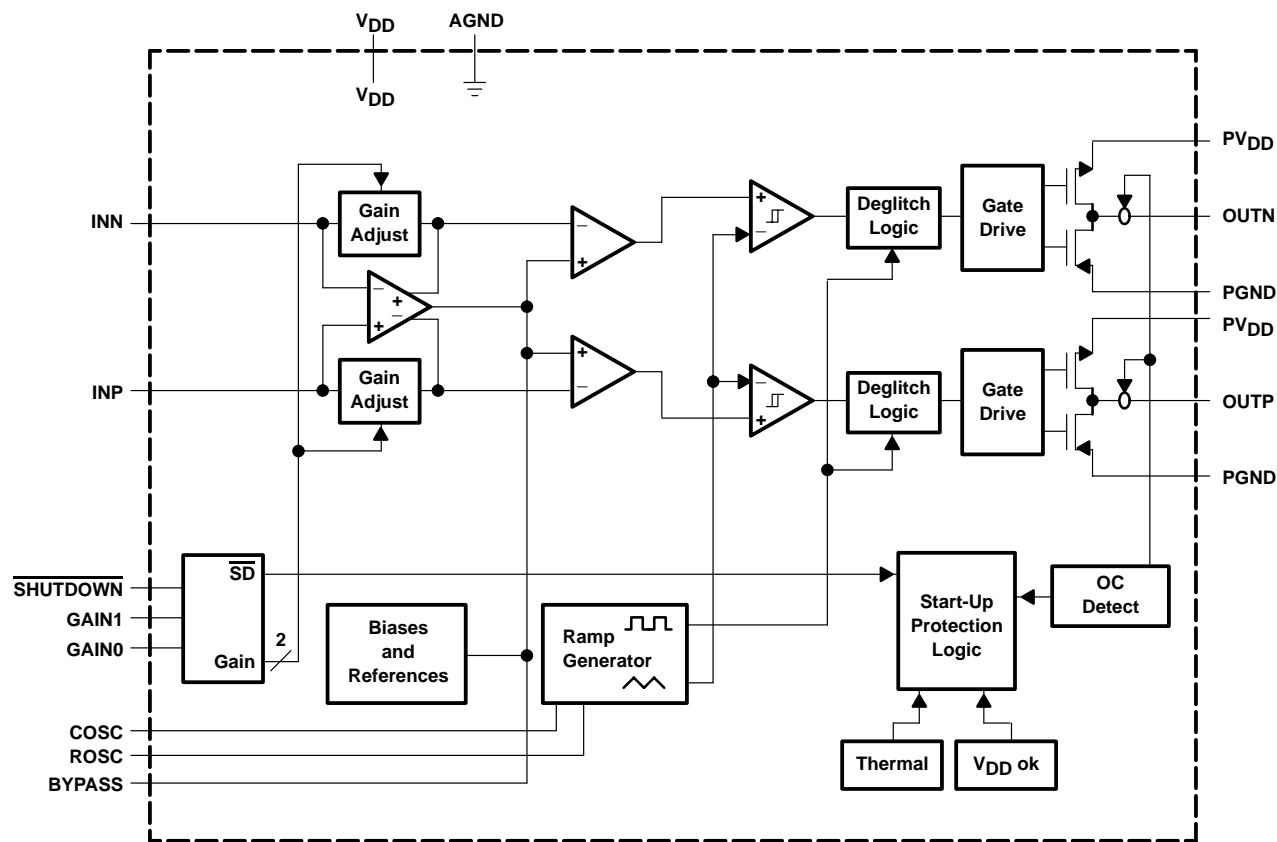 VDD
AGND
VDD
PVDD
INN
Gain
Adjust
−
+
+
−
Deglitch
Logic
Gate
Drive
OUTN
−
+
−
+
PGND
PVDD
INP
Gain
Adjust
+
−
−
+
Deglitch
Logic
Gate
Drive
OUTP
PGND
SHUTDOWN
GAIN1
GAIN0
SD
2
Gain
Biases
and
References
Ramp
Generator
Start-Up
Protection
Logic
OC
Detect
COSC
ROSC
BYPASS
Thermal
VDD ok